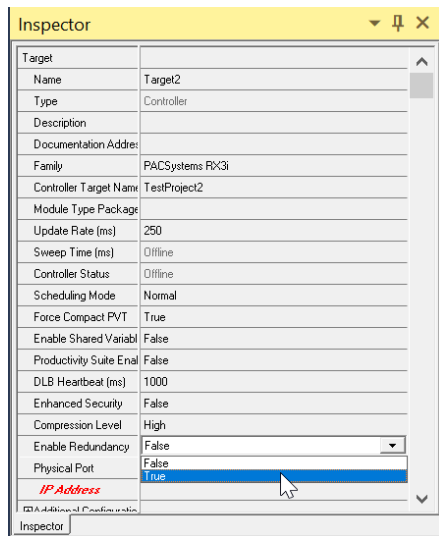 Inspector
Target
Name Target2
Type Controller
Description
Documentation Addre
Family PACSystems RX3i
Controller Target Name TestProject2
Module Type Package
Update Rate (ms) 250
Sweep Time (ms) Offline
Controller Status Offline
Scheduling Mode Normal
Force Compact PVT True
Enable Shared Variabl False
Productivity Suite Enal False
DLB Heartbeat (ms) 1000
Enhanced Security False
Compression Level High
Enable Redundancy False
Physical Port False
True
IP Address
Additional Configuratio
Inspector